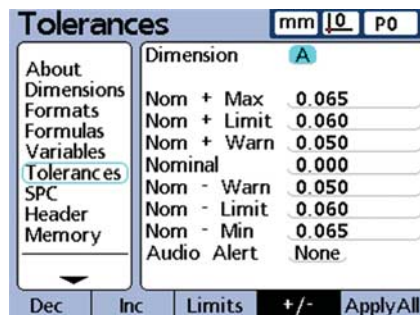 Tolerances mm 0 P0
About
Dimensions
Formats
Formulas
Variables
Tolerances
SPC
Header
Memory
Dimension A
Nom + Max 0.065
Nom + Limit 0.060
Nom + Warn 0.050
Nominal 0.000
Nom - Warn 0.050
Nom - Limit 0.060
Nom - Min 0.065
Audio Alert None
Dec Inc Limits +/- ApplyAll